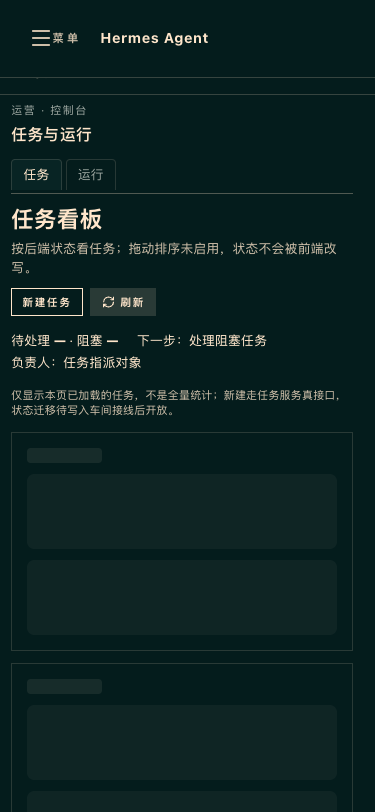 菜单 Hermes Agent
运营 · 控制台
任务与运行
任务 运行
任务看板
按后端状态看任务；拖动排序未启用，状态不会被前端改
写。
新建任务 刷新
待处理 — · 阻塞 — 下一步：处理阻塞任务
负责人：任务指派对象
仅显示本页已加载的任务，不是全量统计；新建走任务服务真接口，
状态迁移待写入车间接线后开放。